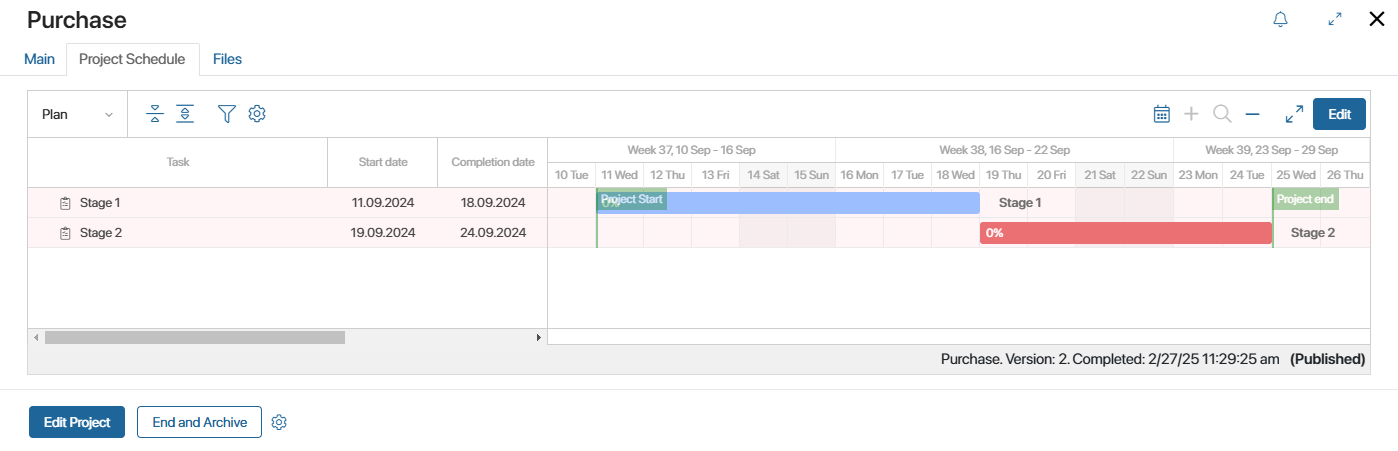 Purchase
Main Project Schedule Files
Plan Edit
Task Start date Completion date
Week 37, 10 Sep - 16 Sep Week 38, 16 Sep - 22 Sep Week 39, 23 Sep - 29 Sep
10 Tue 11 Wed 12 Thu 13 Fri 14 Sat 15 Sun 16 Mon 17 Tue 18 Wed 19 Thu 20 Fri 21 Sat 22 Sun 23 Mon 24 Tue 25 Wed 26 Thu
Stage 1 11.09.2024 18.09.2024 0% Project Start Stage 1 Project end
Stage 2 19.09.2024 24.09.2024 0% Stage 2
Purchase. Version: 2. Completed: 2/27/25 11:29:25 am (Published)
Edit Project End and Archive